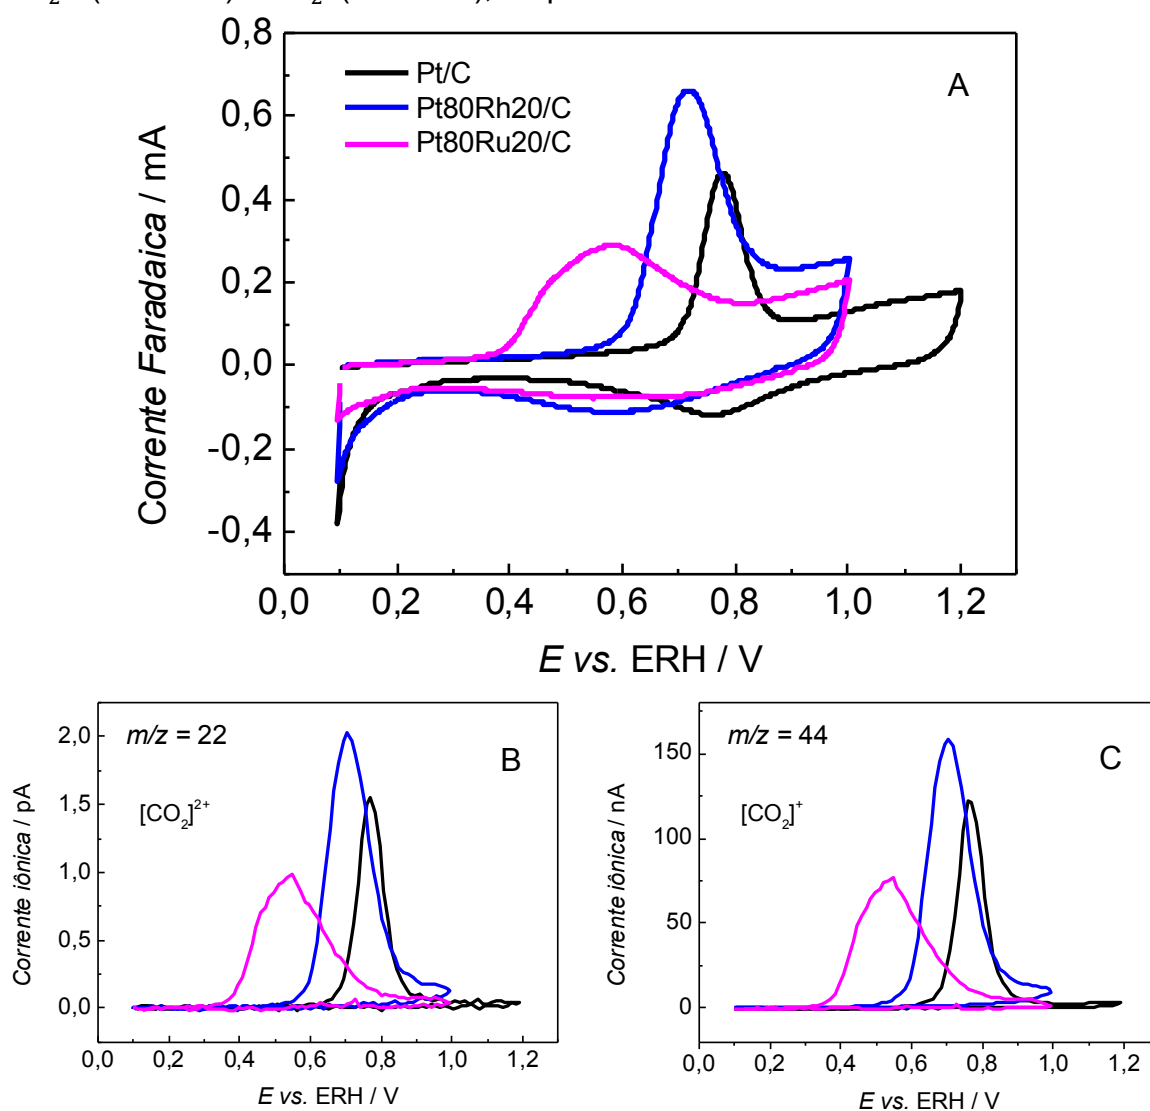 Pt/C
Pt80Rh20/C
Pt80Ru20/C
A
Corrente Faradaica / mA
0,8
0,6
0,4
0,2
0,0
-0,2
-0,4
0,0 0,2 0,4 0,6 0,8 1,0 1,2
E vs. ERH / V
m/z = 22
B
[CO2]2+
Corrente iônica / pA
2,0
1,5
1,0
0,5
0,0
0,0 0,2 0,4 0,6 0,8 1,0 1,2
E vs. ERH / V
m/z = 44
C
[CO2]+
Corrente iônica / nA
150
100
50
0
0,0 0,2 0,4 0,6 0,8 1,0 1,2
E vs. ERH / V